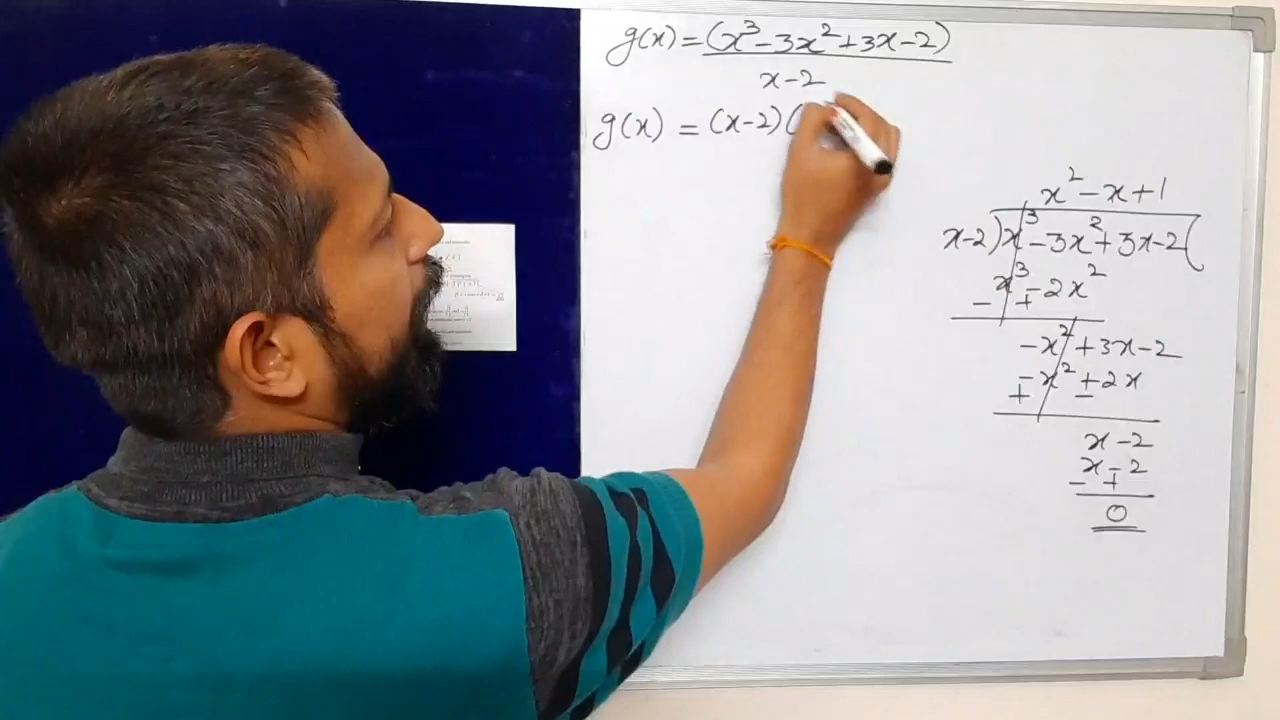 g(x) = (x³ - 3x² + 3x - 2)
x - 2
g(x) = (x-2)(
x² - x + 1
x-2)x³ - 3x² + 3x - 2(
x³ - 2x²
- +
-x² + 3x - 2
-x² + 2x
+ -
x - 2
x - 2
- +
0